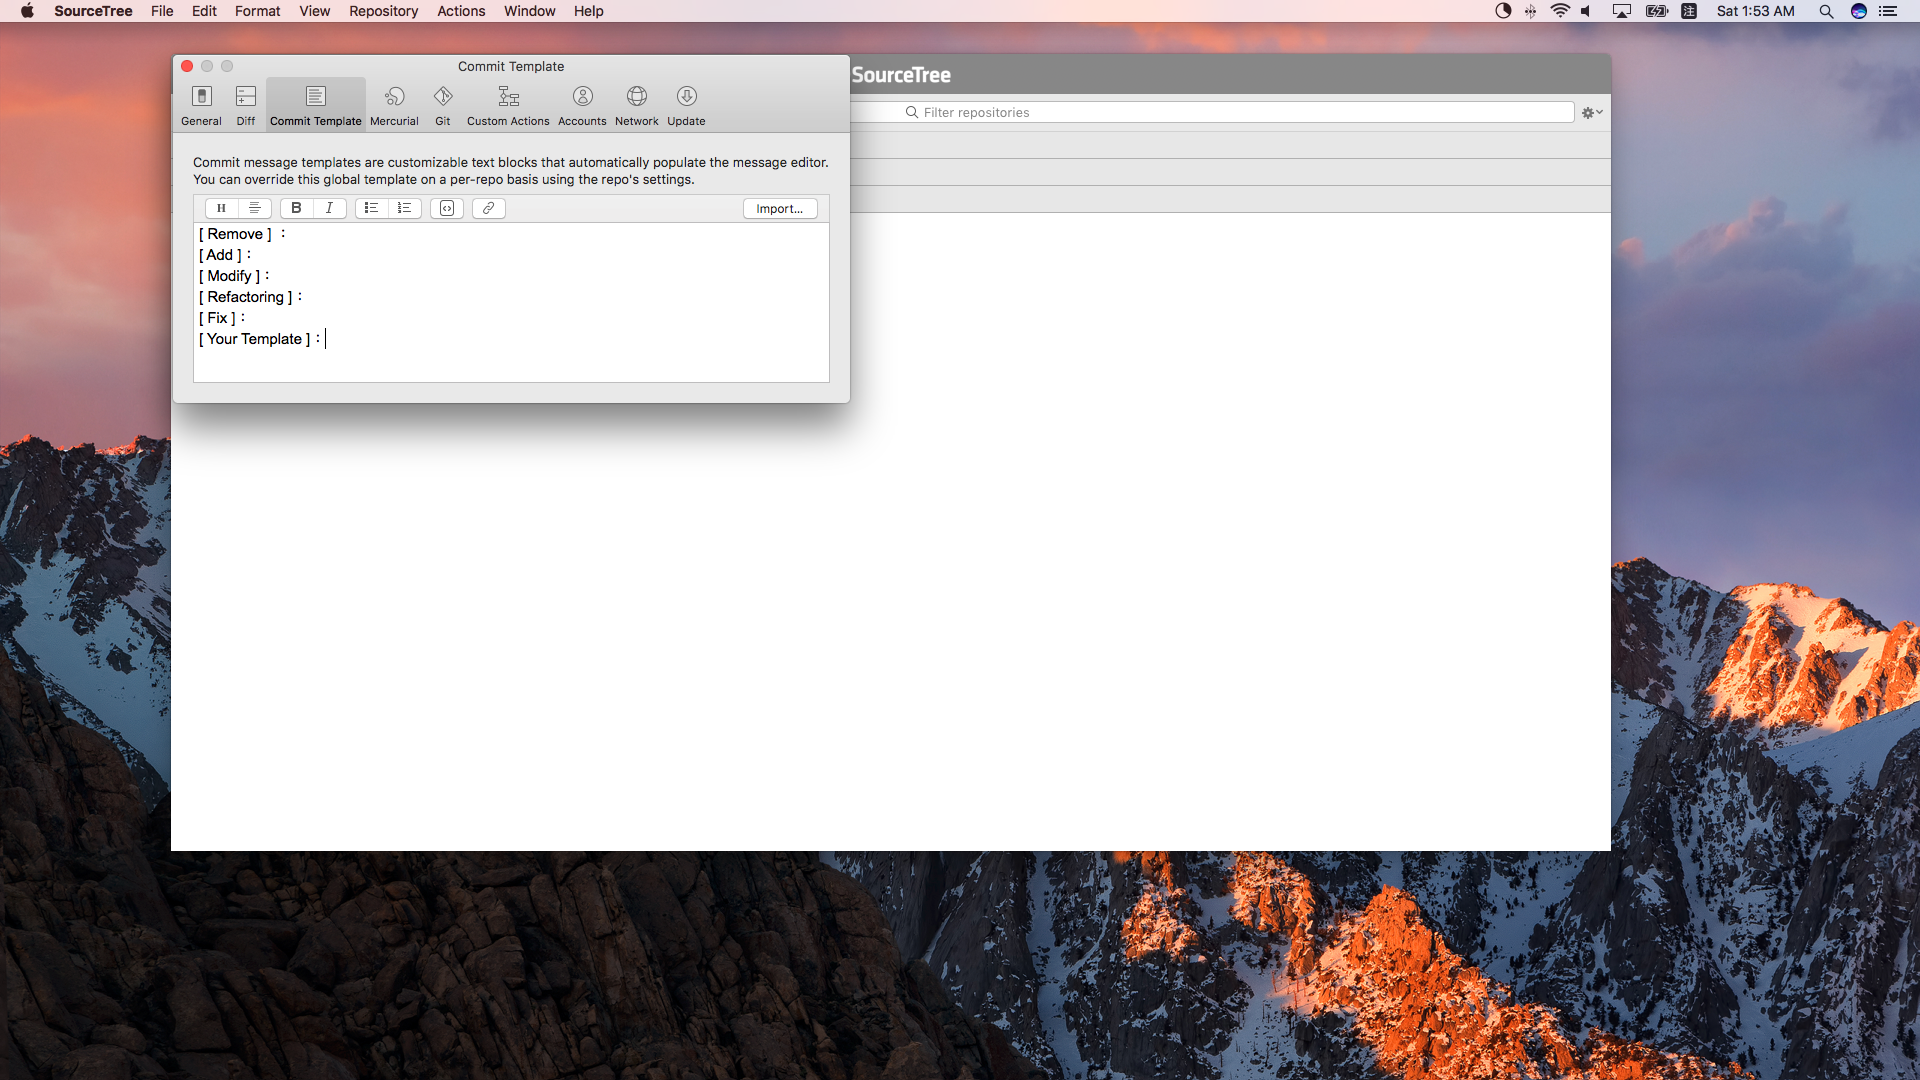 SourceTree File Edit Format View Repository Actions Window Help 注 Sat 1:53 AM
Commit Template
SourceTree
General Diff Commit Template Mercurial Git Custom Actions Accounts Network Update
Filter repositories
Commit message templates are customizable text blocks that automatically populate the message editor.
You can override this global template on a per-repo basis using the repo's settings.
H B I Import...
[ Remove ] ：
[ Add ]：
[ Modify ]：
[ Refactoring ]：
[ Fix ]：
[ Your Template ]：